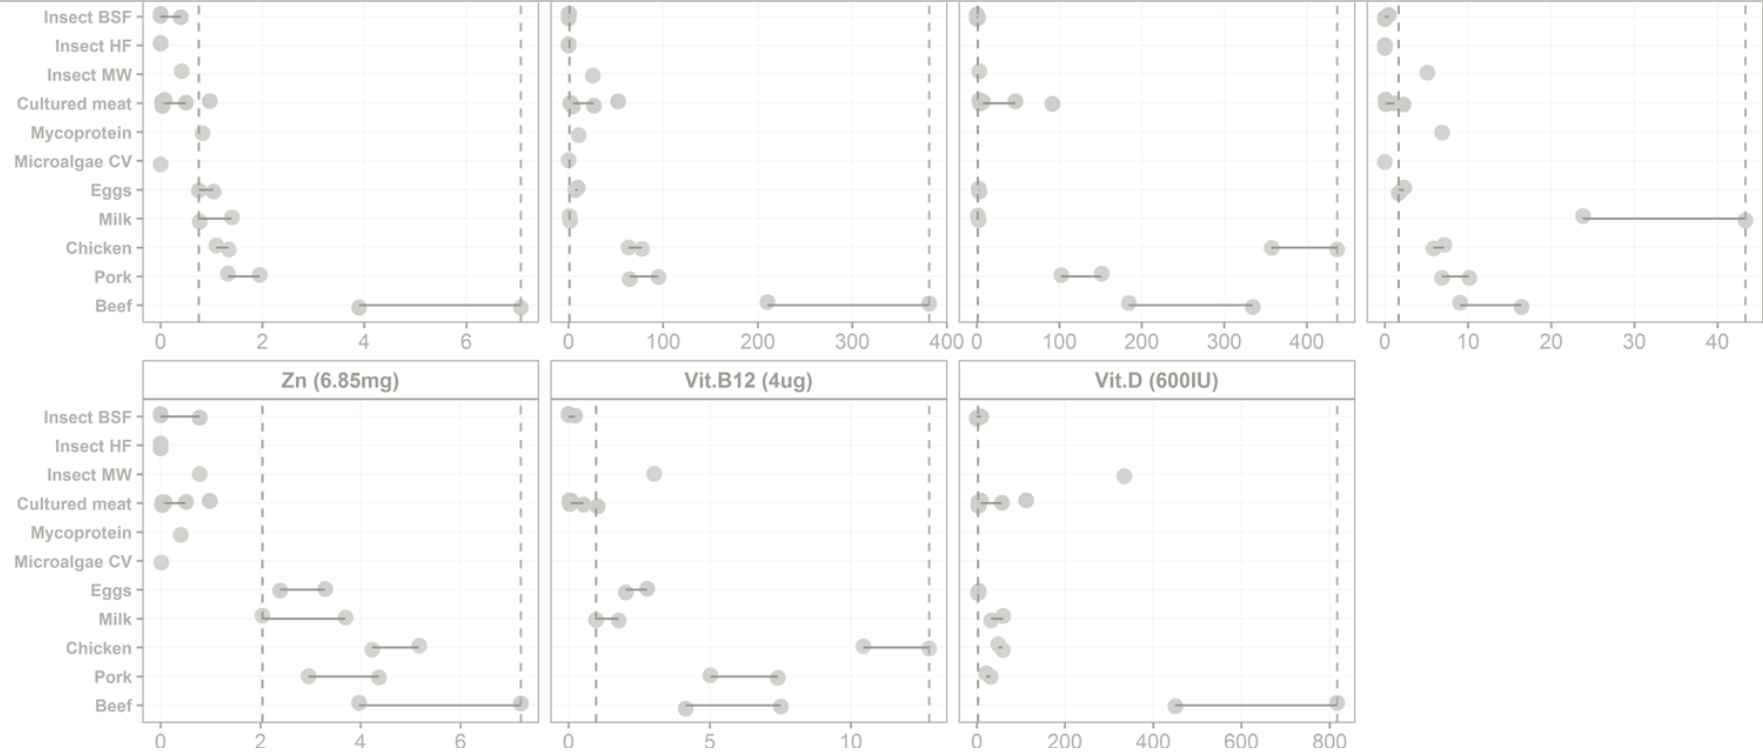 Insect BSF
Insect HF
Insect MW
Cultured meat
Mycoprotein
Microalgae CV
Eggs
Milk
Chicken
Pork
Beef
0 2 4 6
0 100 200 300 400
0 100 200 300 400
0 10 20 30 40
Zn (6.85mg)
Vit.B12 (4ug)
Vit.D (600IU)
Insect BSF
Insect HF
Insect MW
Cultured meat
Mycoprotein
Microalgae CV
Eggs
Milk
Chicken
Pork
Beef
0 2 4 6
0 5 10
0 200 400 600 800